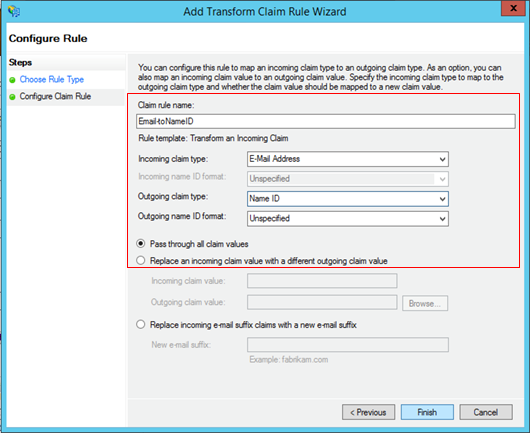 Add Transform Claim Rule Wizard
x
Configure Rule
Steps
Choose Rule Type
Configure Claim Rule
You can configure this rule to map an incoming claim type to an outgoing claim type. As an option, you can
also map an incoming claim value to an outgoing claim value. Specify the incoming claim type to map to the
outgoing claim type and whether the claim value should be mapped to a new claim value.
Claim rule name:
Email-toNameID
Rule template: Transform an Incoming Claim
Incoming claim type: E-Mail Address
Incoming name ID format: Unspecified
Outgoing claim type: Name ID
Outgoing name ID format: Unspecified
Pass through all claim values
Replace an incoming claim value with a different outgoing claim value
Incoming claim value:
Outgoing claim value: Browse...
Replace incoming e-mail suffix claims with a new e-mail suffix
New e-mail suffix:
Example: fabrikam.com
< Previous Finish Cancel